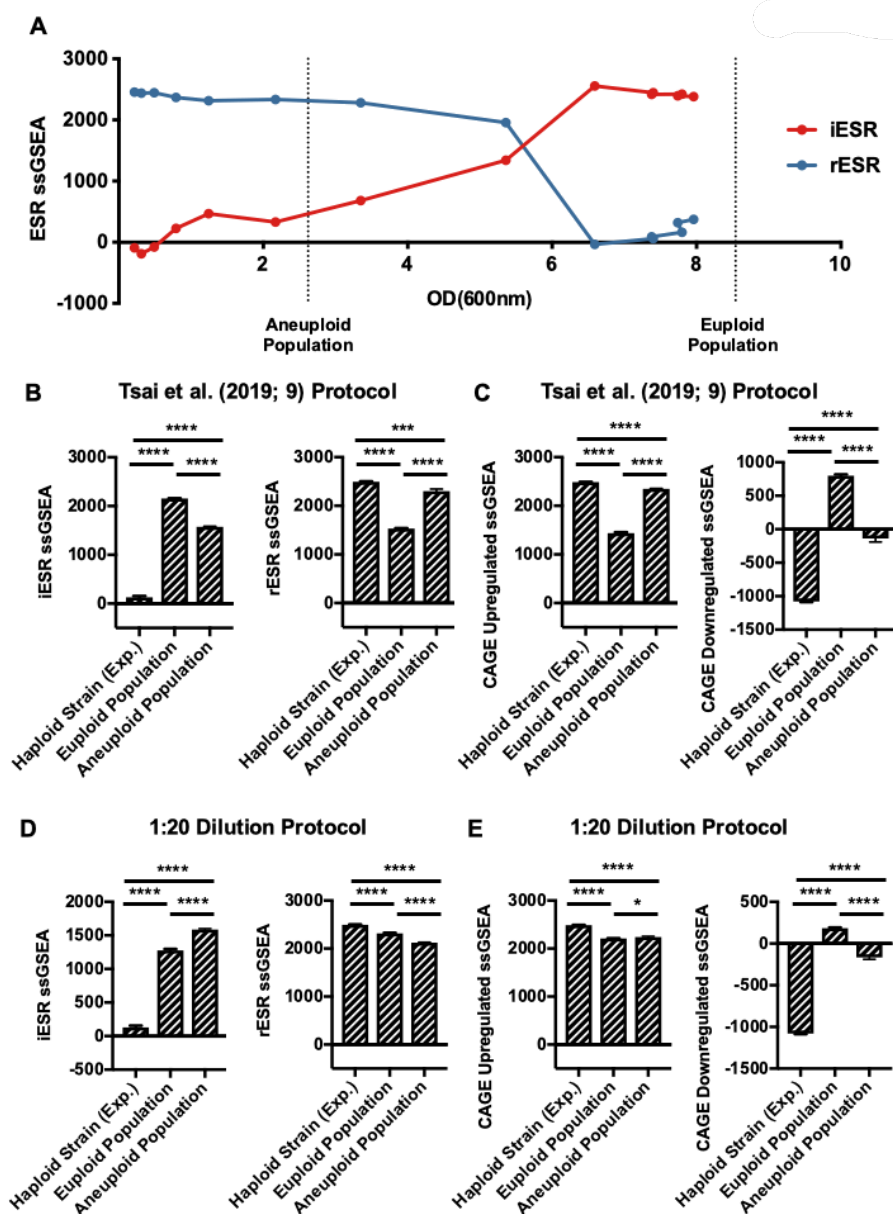 A
3000
2000
1000
0
-1000
ESR ssGSEA
2
4
6
8
10
OD(600nm)
iESR
rESR
Aneuploid
Population
Euploid
Population
B
Tsai et al. (2019; 9) Protocol
****
****
****
3000
2000
1000
0
iESR ssGSEA
Haploid Strain (Exp.)
Euploid Population
Aneuploid Population
***
****
****
3000
2000
1000
0
rESR ssGSEA
Haploid Strain (Exp.)
Euploid Population
Aneuploid Population
C
Tsai et al. (2019; 9) Protocol
****
****
****
3000
2000
1000
0
CAGE Upregulated ssGSEA
Haploid Strain (Exp.)
Euploid Population
Aneuploid Population
****
****
****
1000
500
0
-500
-1000
-1500
CAGE Downregulated ssGSEA
Haploid Strain (Exp.)
Euploid Population
Aneuploid Population
D
1:20 Dilution Protocol
****
****
****
2000
1500
1000
500
0
-500
iESR ssGSEA
Haploid Strain (Exp.)
Euploid Population
Aneuploid Population
****
****
****
3000
2000
1000
0
rESR ssGSEA
Haploid Strain (Exp.)
Euploid Population
Aneuploid Population
E
1:20 Dilution Protocol
****
****
*
3000
2000
1000
0
CAGE Upregulated ssGSEA
Haploid Strain (Exp.)
Euploid Population
Aneuploid Population
****
****
****
500
0
-500
-1000
-1500
CAGE Downregulated ssGSEA
Haploid Strain (Exp.)
Euploid Population
Aneuploid Population